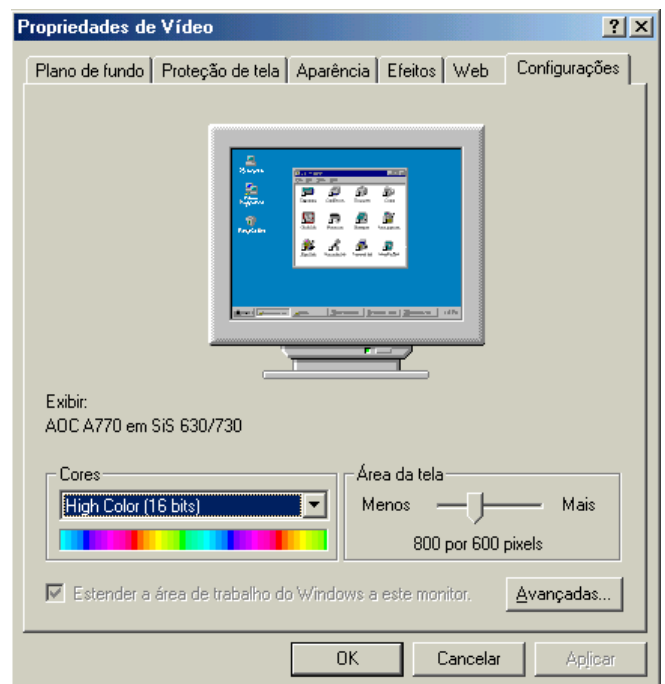 Propriedades de Vídeo
Plano de fundo Proteção de tela Aparência Efeitos Web Configurações
Exibir:
AOC A770 em SiS 630/730
Cores
High Color (16 bits)
Área da tela
Menos Mais
800 por 600 pixels
Estender a área de trabalho do Windows a este monitor.
Avançadas...
OK Cancelar Aplicar